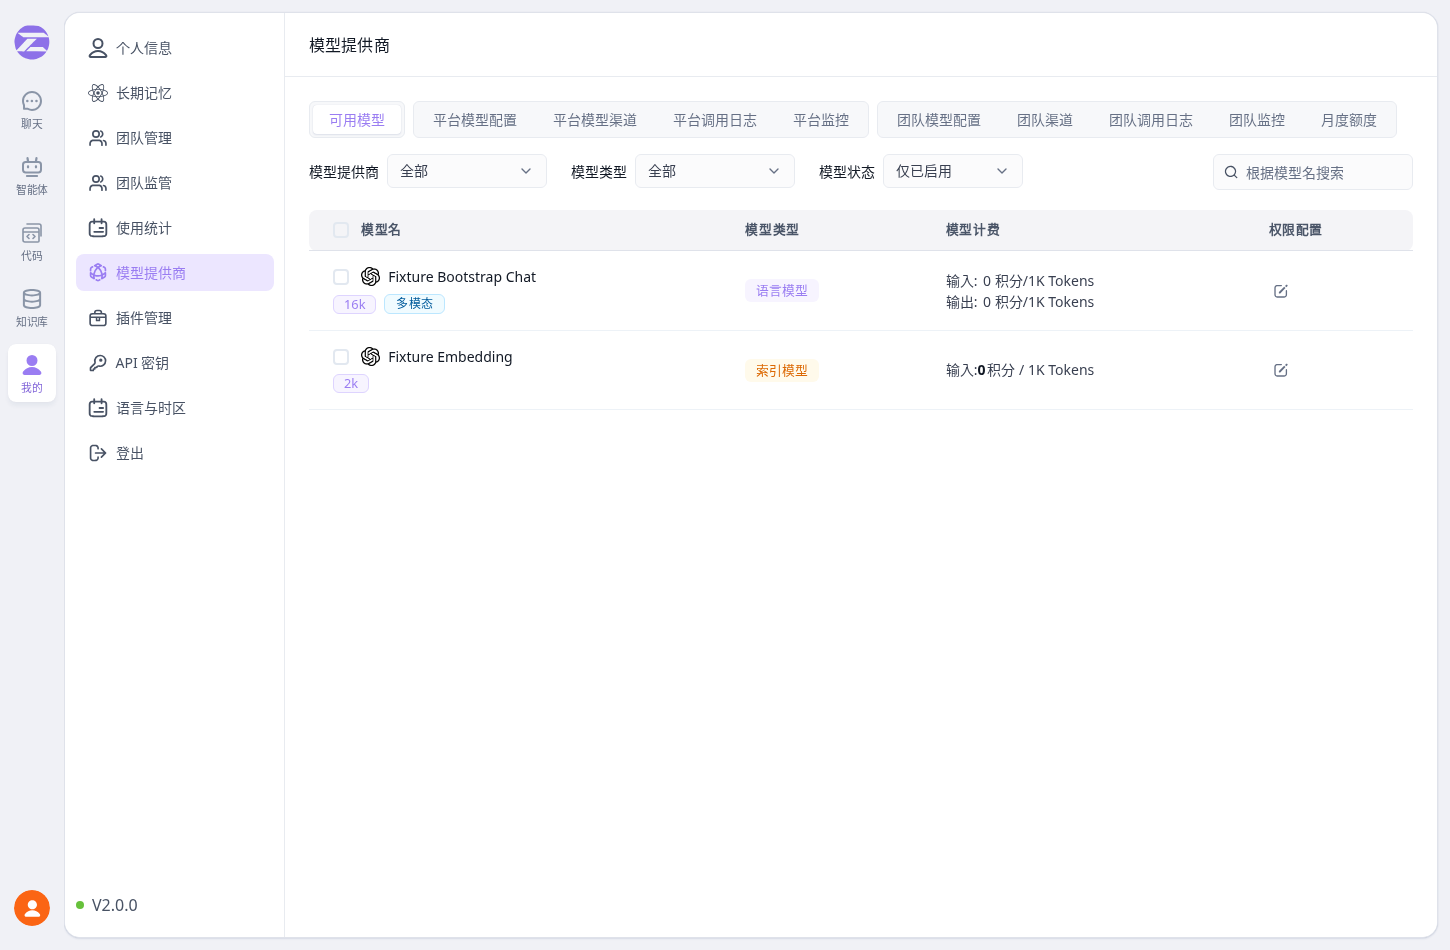 聊天
智能体
代码
知识库
我的
个人信息
长期记忆
团队管理
团队监管
使用统计
模型提供商
插件管理
API 密钥
语言与时区
登出
V2.0.0
模型提供商
可用模型 平台模型配置 平台模型渠道 平台调用日志 平台监控 团队模型配置 团队渠道 团队调用日志 团队监控 月度额度
模型提供商 全部 模型类型 全部 模型状态 仅已启用 根据模型名搜索
模型名 模型类型 模型计费 权限配置
Fixture Bootstrap Chat
16k 多模态
语言模型
输入: 0 积分/1K Tokens
输出: 0 积分/1K Tokens
Fixture Embedding
2k
索引模型
输入:0积分 / 1K Tokens